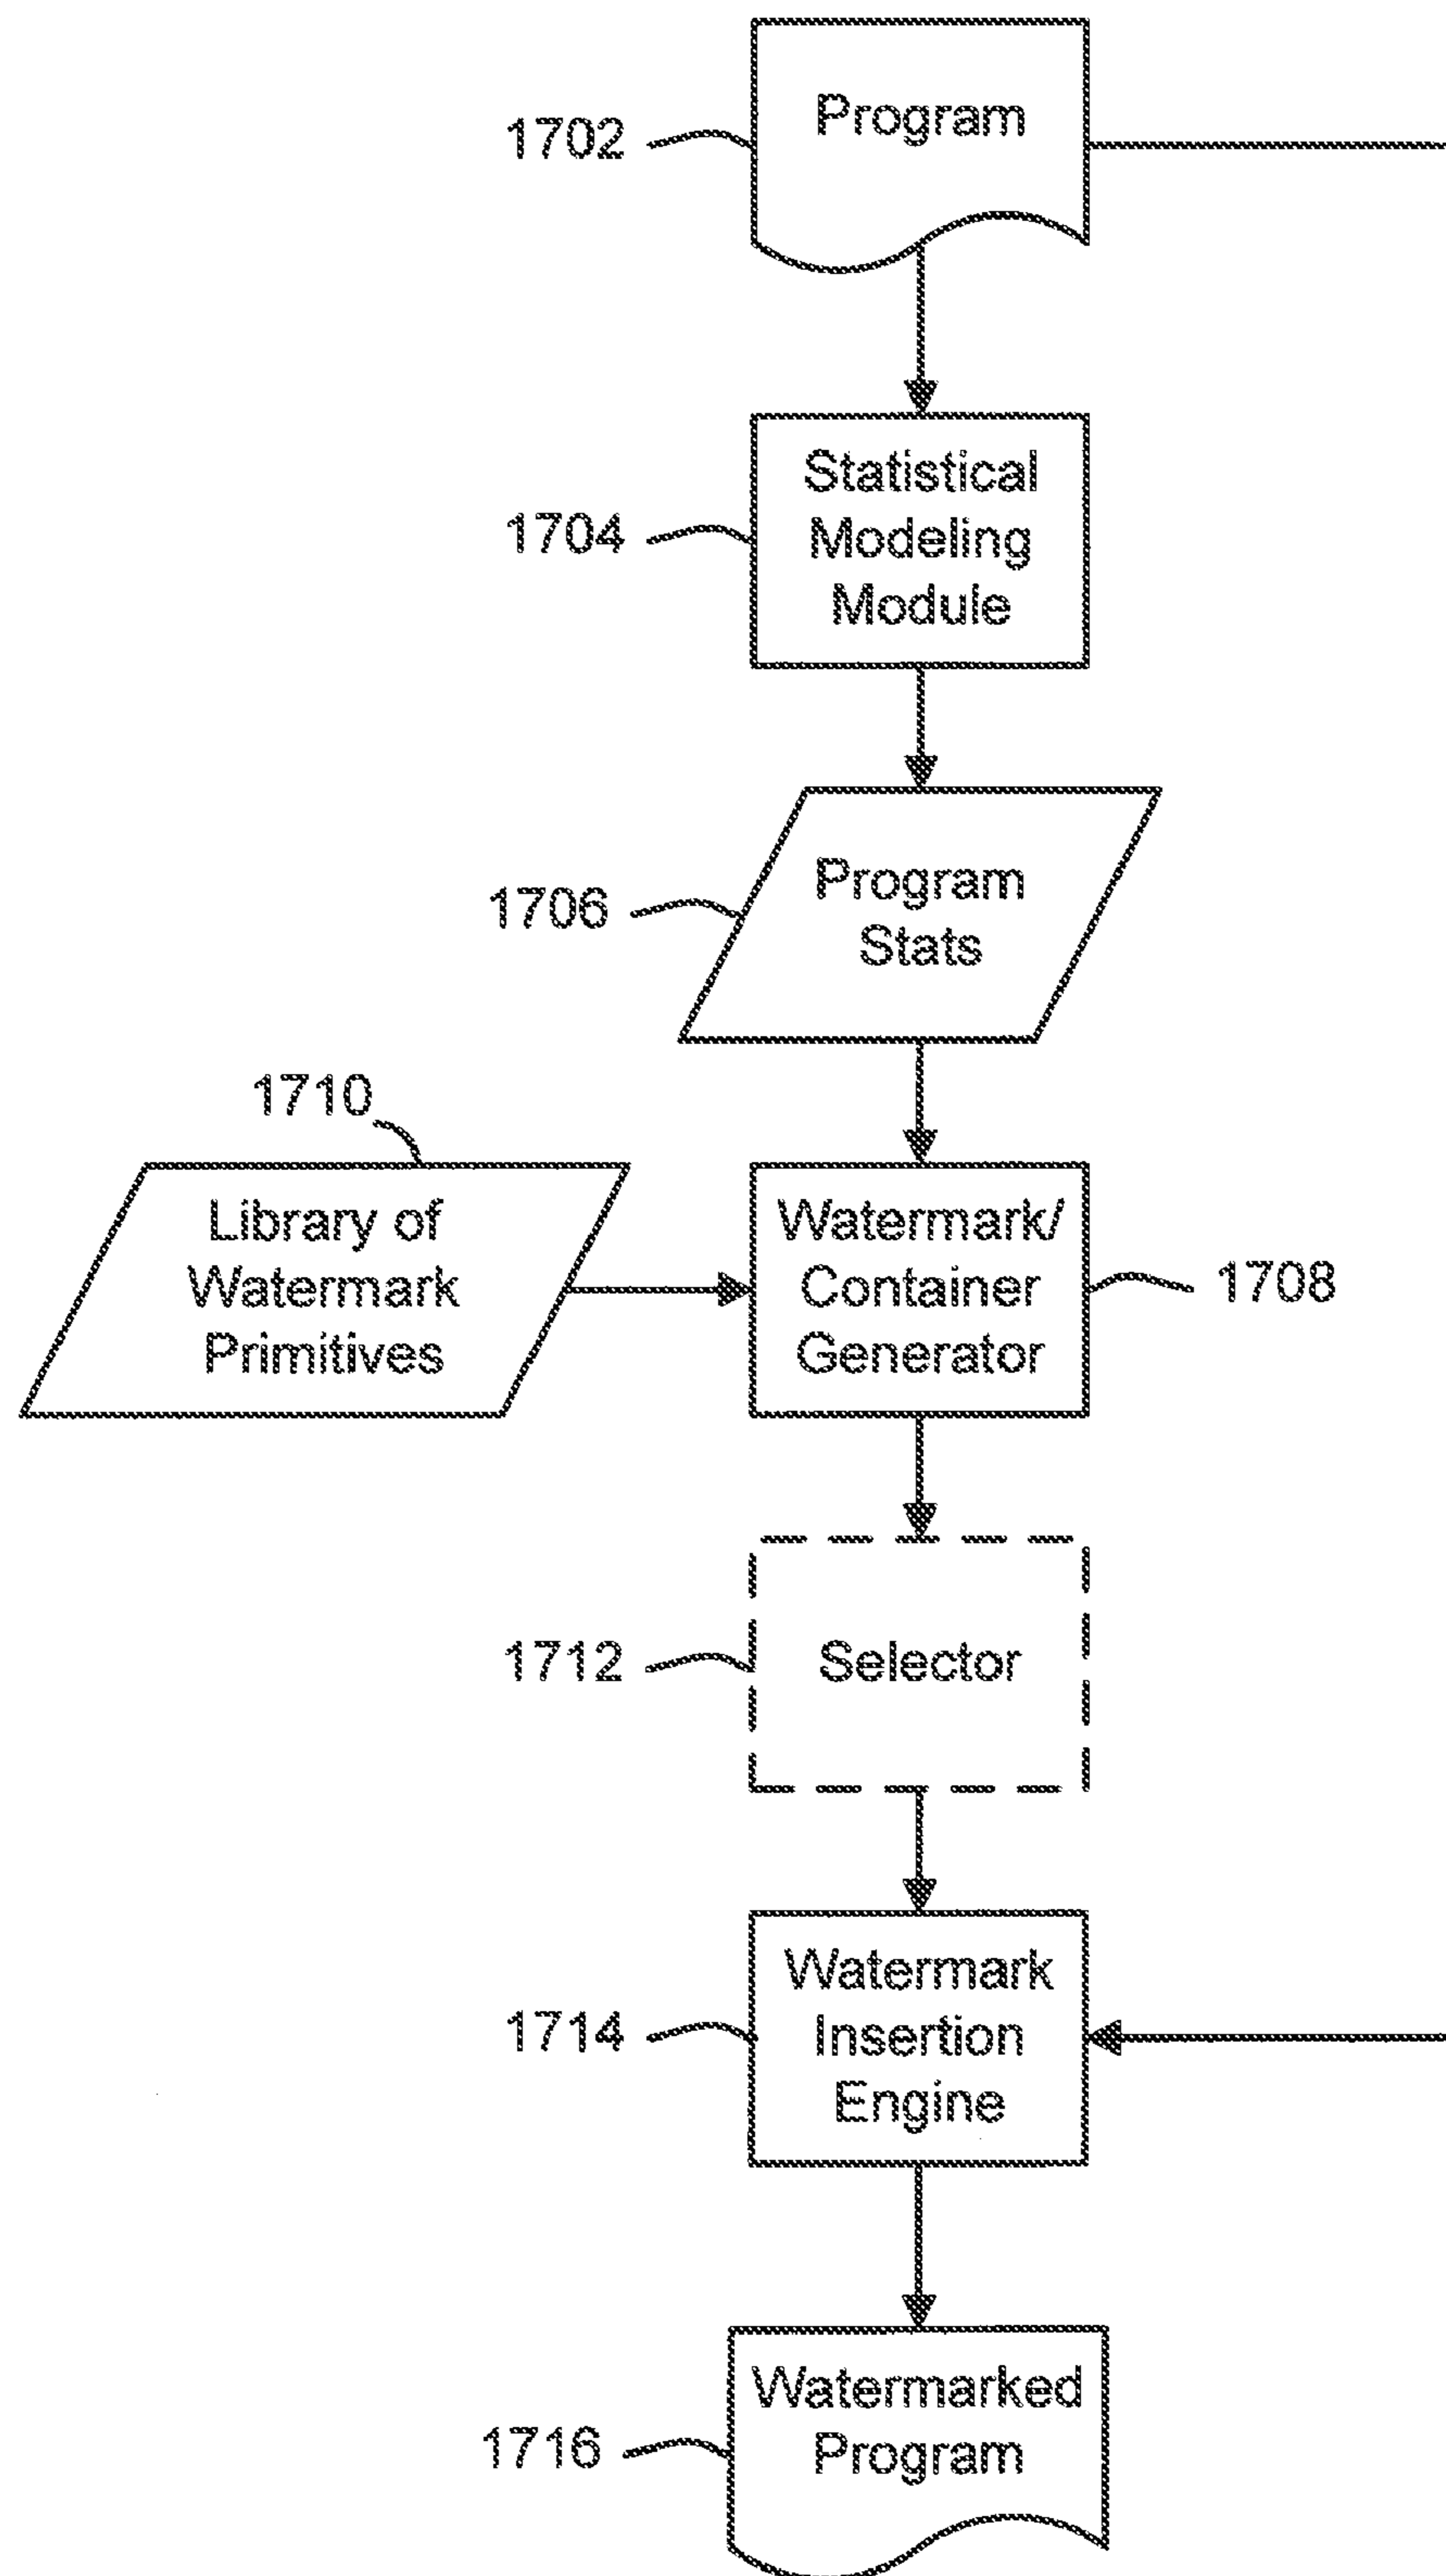 Program
1702
Statistical
Modeling
Module
1704
Program
Stats
1706
1710
Library of
Watermark
Primitives
Watermark/
Container
Generator
1708
Selector
1712
Watermark
Insertion
Engine
1714
Watermarked
Program
1716